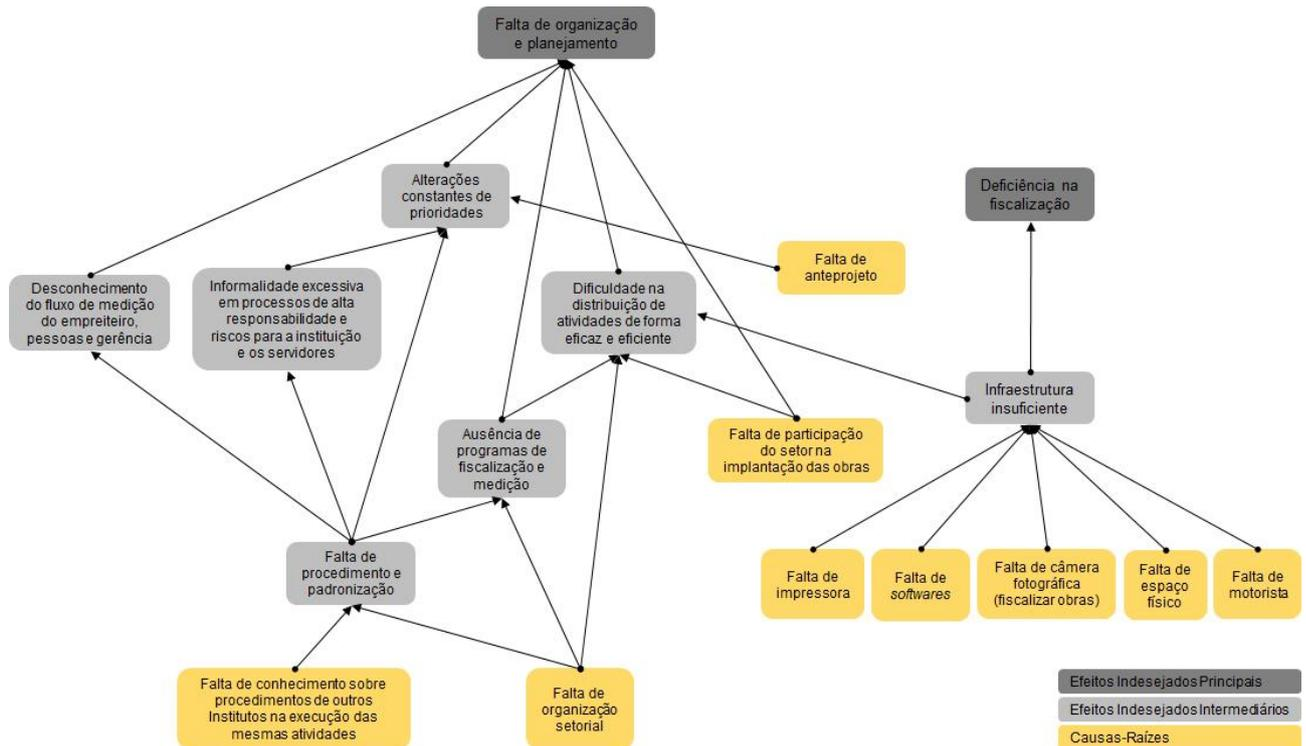 Falta de organização
e planejamento
Alterações
constantes de
prioridades
Deficiência na
fiscalização
Falta de
anteprojeto
Desconhecimento
do fluxo de medição
do empreiteiro,
pessoas e gerência
Informalidade excessiva
em processos de alta
responsabilidade e
riscos para a instituição
e os servidores
Dificuldade na
distribuição de
atividades de forma
eficaz e eficiente
Infraestrutura
insuficiente
Ausência de
programas de
fiscalização e
medição
Falta de participação
do setor na
implantação das obras
Falta de
procedimento e
padronização
Falta de
impressora
Falta de
softwares
Falta de câmera
fotográfica
(fiscalizar obras)
Falta de
espaço
físico
Falta de
motorista
Falta de conhecimento sobre
procedimentos de outros
Institutos na execução das
mesmas atividades
Falta de
organização
setorial
Efeitos Indesejados Principais
Efeitos Indesejados Intermediários
Causas-Raízes